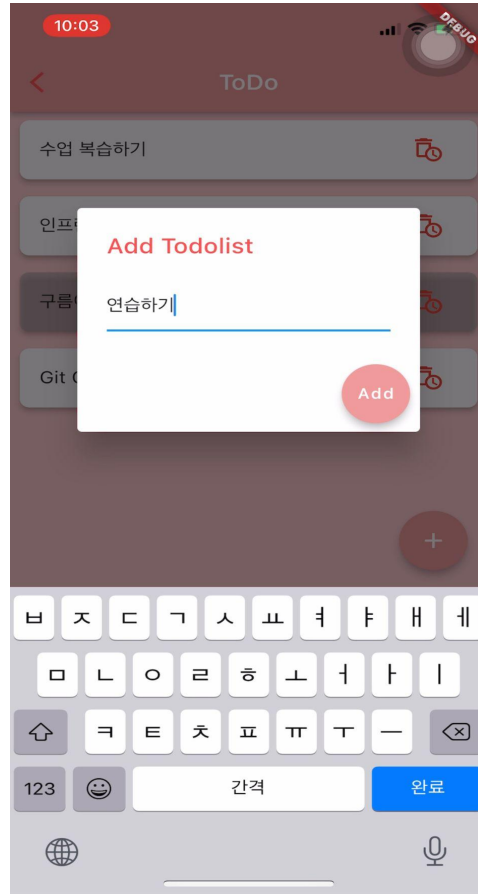 10:03
DEBUG
ToDo
수업 복습하기
인프
구름
Git
Add Todolist
연습하기
Add
+
ㅂ ㅈ ㄷ ㄱ ㅅ ㅛ ㅕ ㅑ ㅐ ㅔ
ㅁ ㄴ ㅇ ㄹ ㅎ ㅗ ㅓ ㅏ ㅣ
ㅋ ㅌ ㅊ ㅍ ㅠ ㅜ ㅡ
123 간격 완료